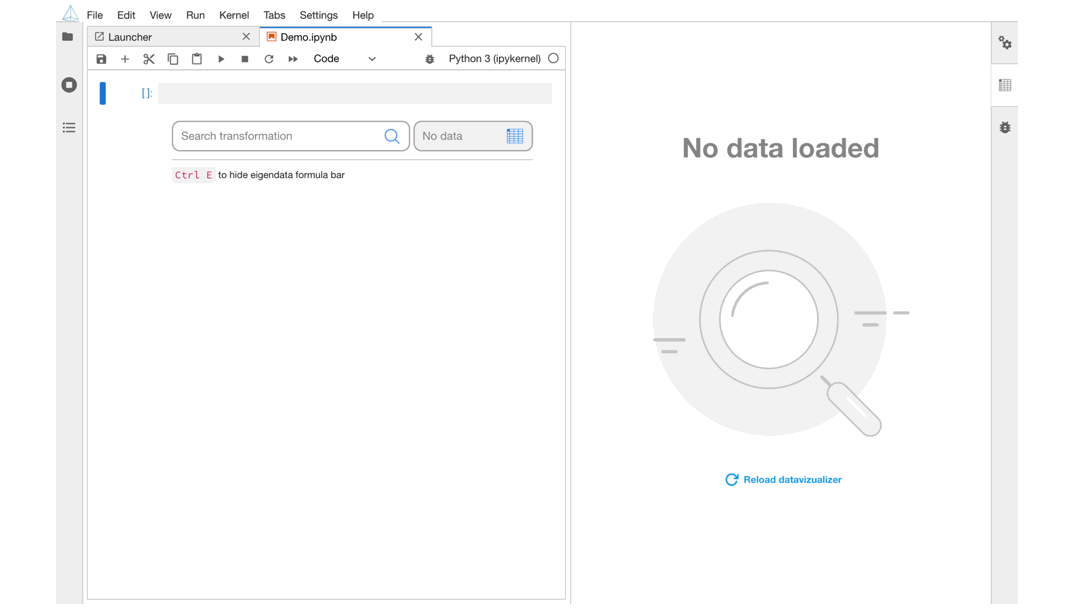 File Edit View Run Kernel Tabs Settings Help
Launcher
Demo.ipynb
Code
Python 3 (ipykernel)
[ ]:
Search transformation
No data
Ctrl E to hide eigendata formula bar
No data loaded
Reload datavizualizer